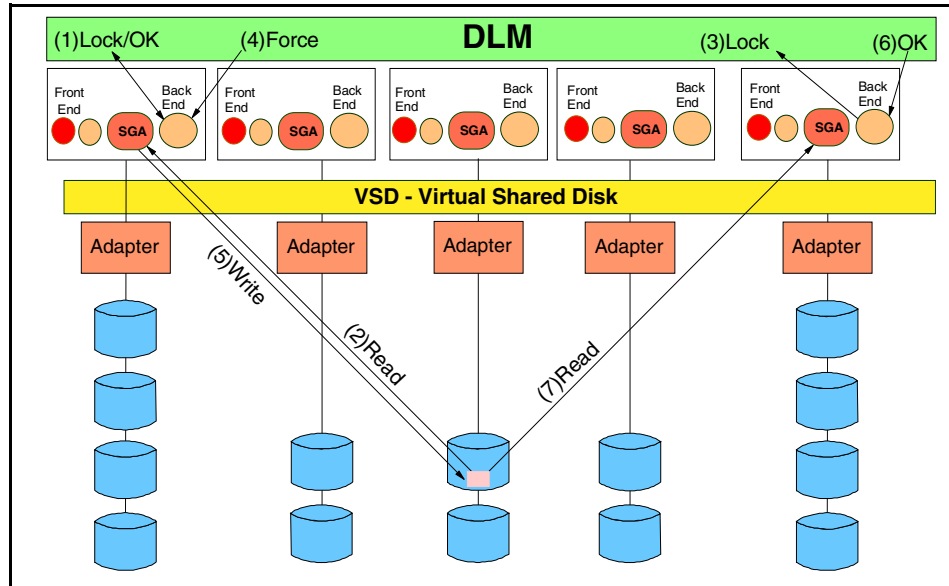 DLM
(1)Lock/OK
(4)Force
(3)Lock
(6)OK
Front
End
Back
End
SGA
Front
End
Back
End
SGA
Front
End
Back
End
SGA
Front
End
Back
End
SGA
Front
End
Back
End
SGA
VSD - Virtual Shared Disk
Adapter
Adapter
Adapter
Adapter
Adapter
(5)Write
(2)Read
(7)Read